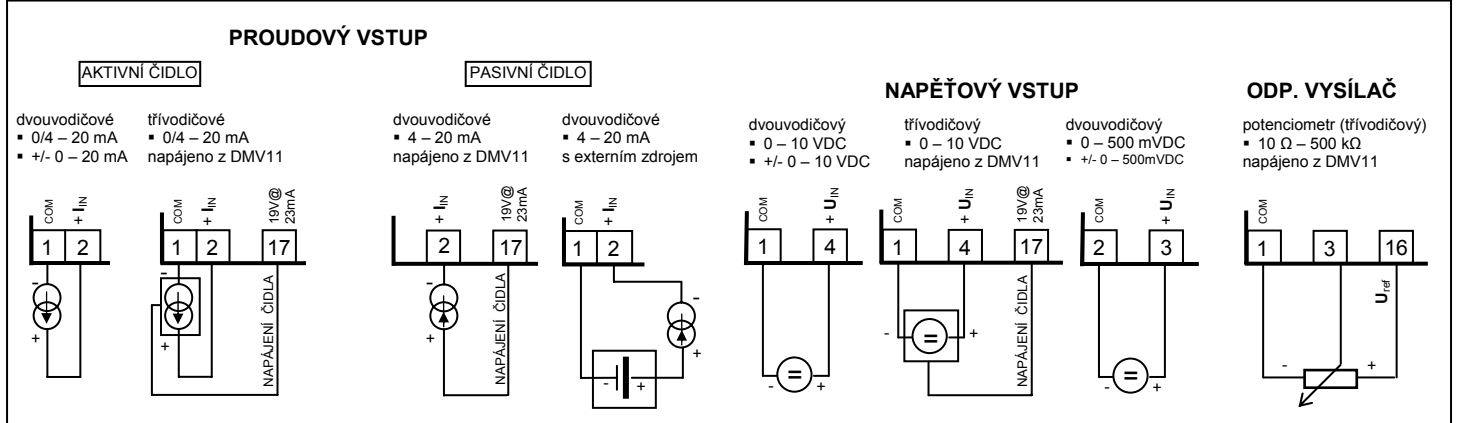 PROUDOVÝ VSTUP
AKTIVNÍ ČIDLO
PASIVNÍ ČIDLO
NAPĚŤOVÝ VSTUP
ODP. VYSÍLAČ
dvouvodičové
▪ 0/4 – 20 mA
▪ +/- 0 – 20 mA
COM
+ I_IN
1 2
-
+
třívodičové
▪ 0/4 – 20 mA
napájeno z DMV11
COM
+ I_IN
19V@
23mA
1 2 17
-
+
NAPÁJENÍ ČIDLA
dvouvodičové
▪ 4 – 20 mA
napájeno z DMV11
+ I_IN
19V@
23mA
2 17
-
+
NAPÁJENÍ ČIDLA
dvouvodičové
▪ 4 – 20 mA
s externím zdrojem
COM
+ I_IN
1 2
-
+
- +
dvouvodičový
▪ 0 – 10 VDC
▪ +/- 0 – 10 VDC
COM
+ U_IN
1 4
- = +
třívodičový
▪ 0 – 10 VDC
napájeno z DMV11
COM
+ U_IN
19V@
23mA
1 4 17
- = +
NAPÁJENÍ ČIDLA
dvouvodičový
▪ 0 – 500 mVDC
▪ +/- 0 – 500mVDC
COM
+ U_IN
2 3
- = +
potenciometr (třívodičový)
▪ 10 Ω – 500 kΩ
napájeno z DMV11
COM
1 3 16
U_ref
- +